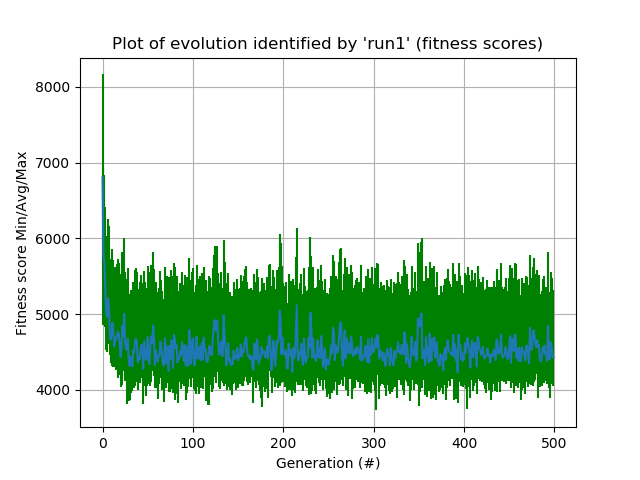 Plot of evolution identified by 'run1' (fitness scores)
8000
7000
6000
5000
4000
Fitness score Min/Avg/Max
0 100 200 300 400 500
Generation (#)